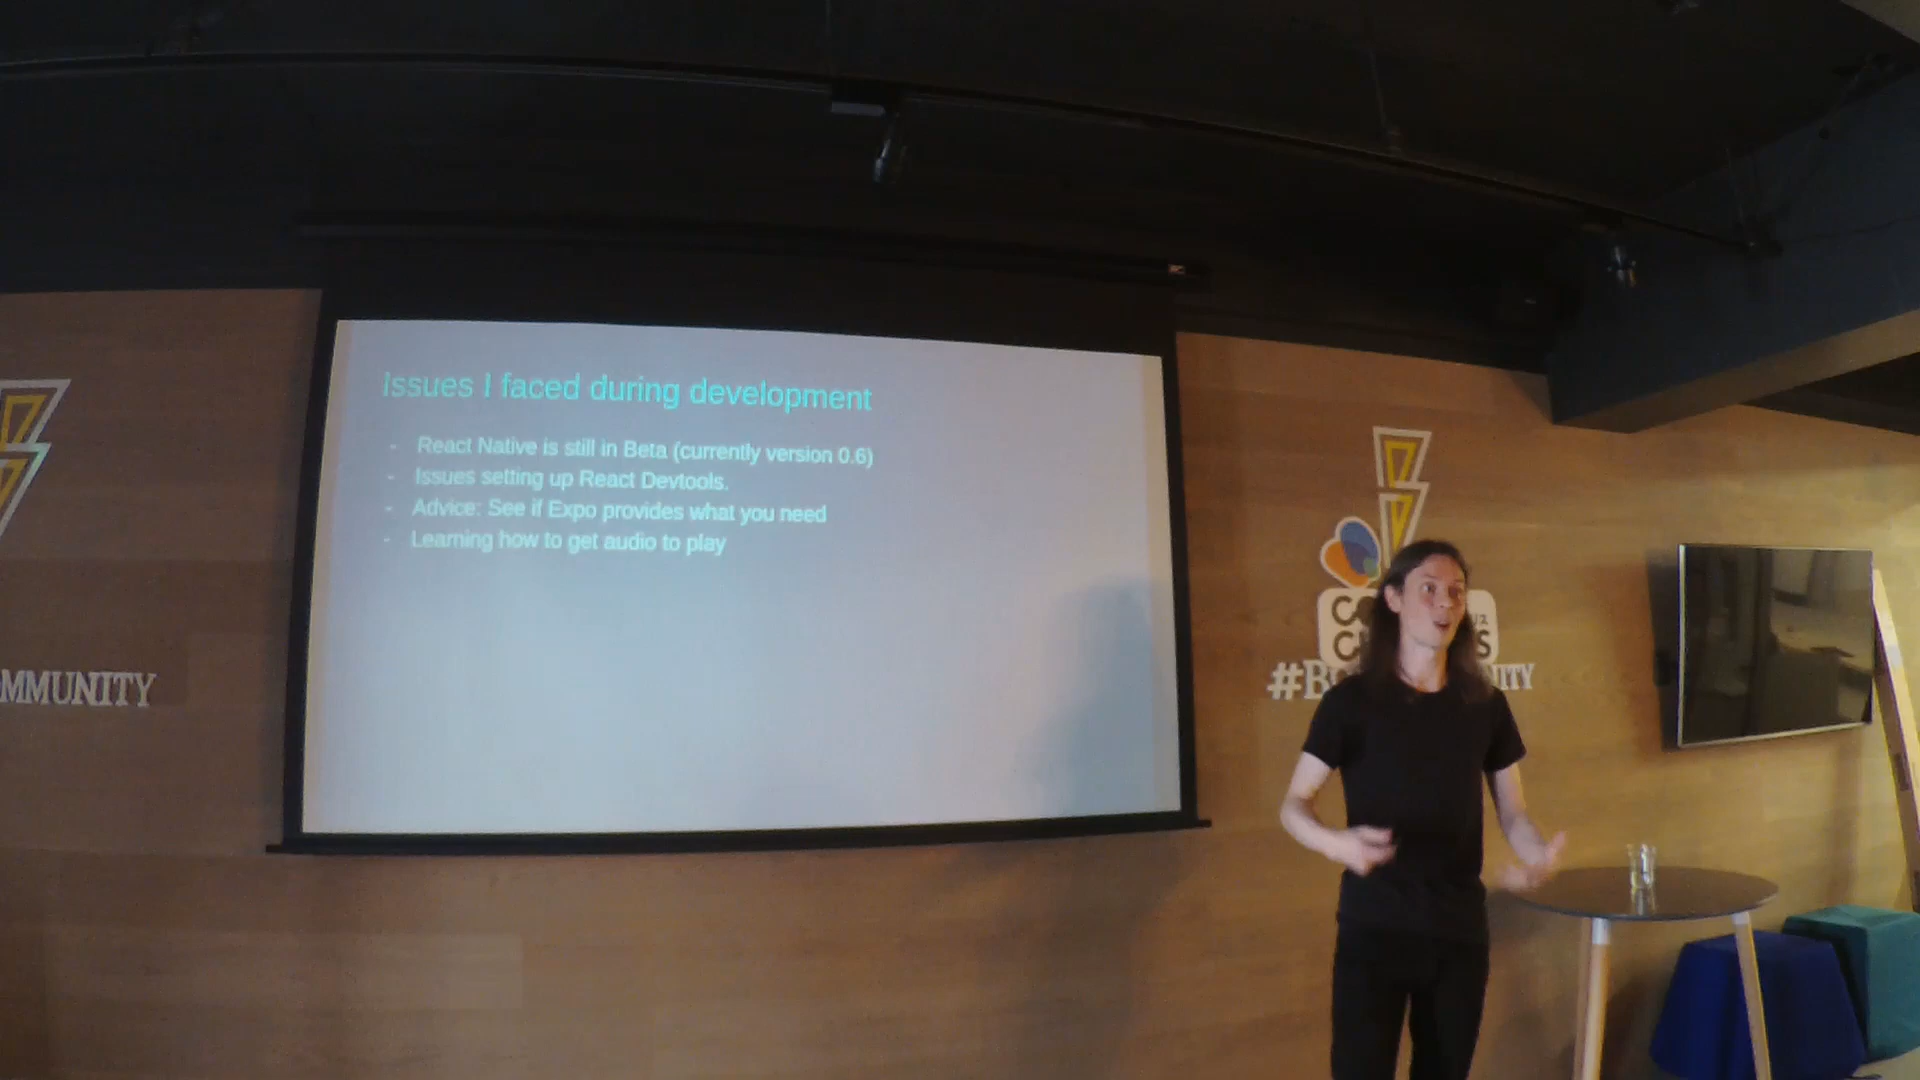 Issues I faced during development
- React Native is still in Beta (currently version 0.6)
- Issues setting up React Devtools.
- Advice: See if Expo provides what you need
- Learning how to get audio to play
MMUNITY